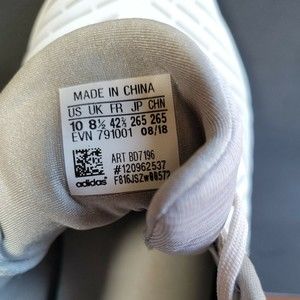 MADE IN CHINA
US UK FR JP CHN
10 8½ 42⅔ 265 265
EVN 791001 08/18
ART BD7196
#120962537
adidas